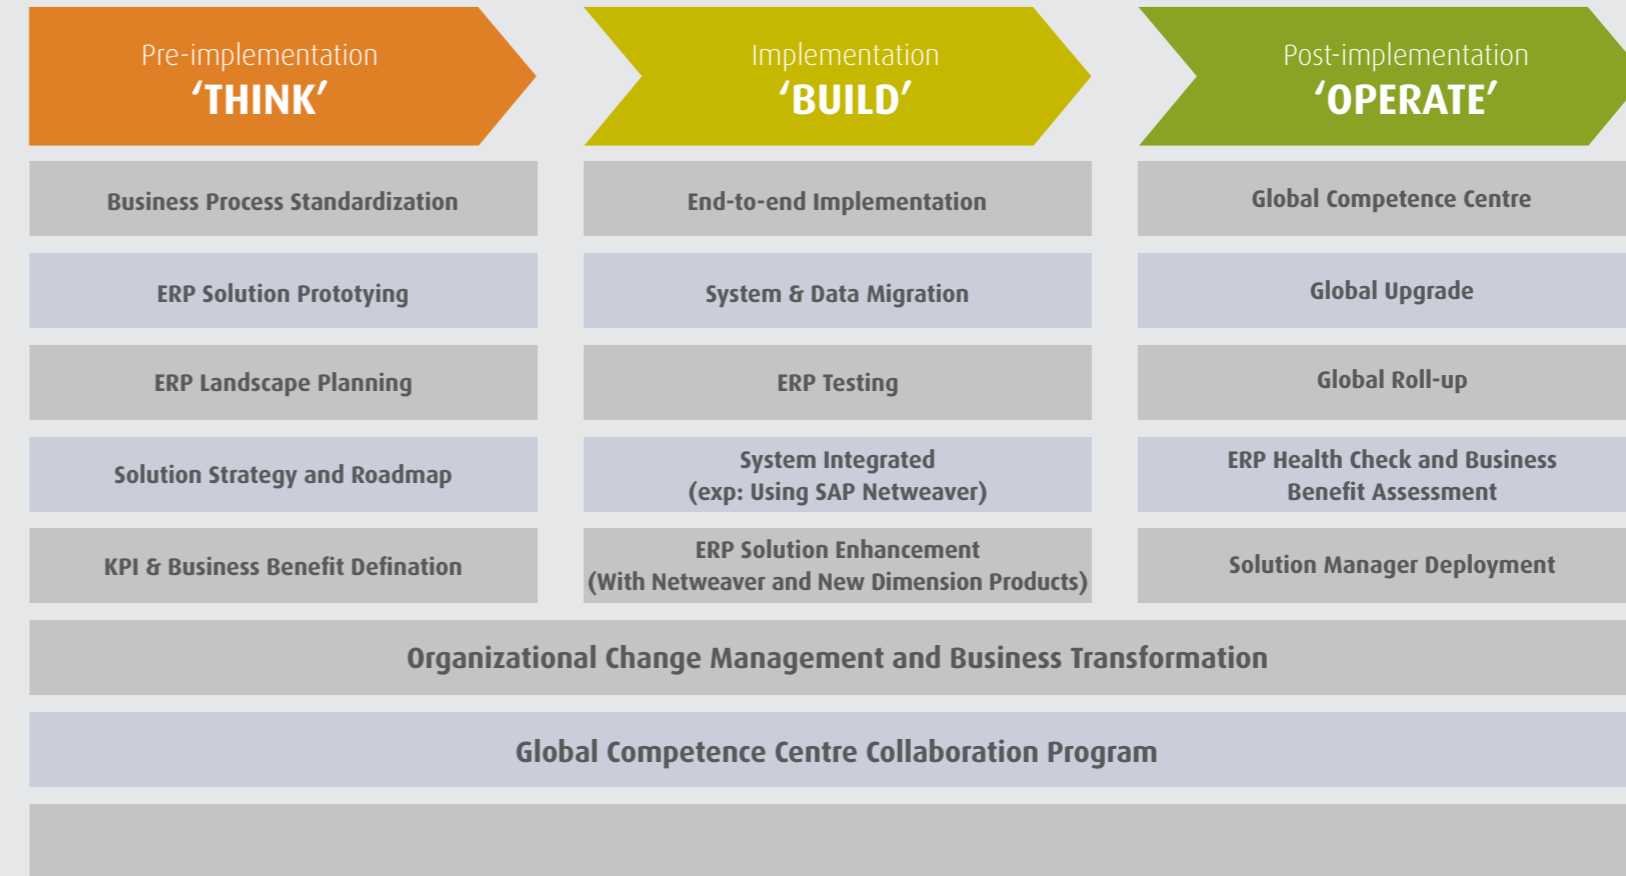 Pre-implementation
‘THINK’
Implementation
‘BUILD’
Post-implementation
‘OPERATE’
Business Process Standardization
End-to-end Implementation
Global Competence Centre
ERP Solution Prototying
System & Data Migration
Global Upgrade
ERP Landscape Planning
ERP Testing
Global Roll-up
Solution Strategy and Roadmap
System Integrated
(exp: Using SAP Netweaver)
ERP Health Check and Business
Benefit Assessment
KPI & Business Benefit Defination
ERP Solution Enhancement
(With Netweaver and New Dimension Products)
Solution Manager Deployment
Organizational Change Management and Business Transformation
Global Competence Centre Collaboration Program